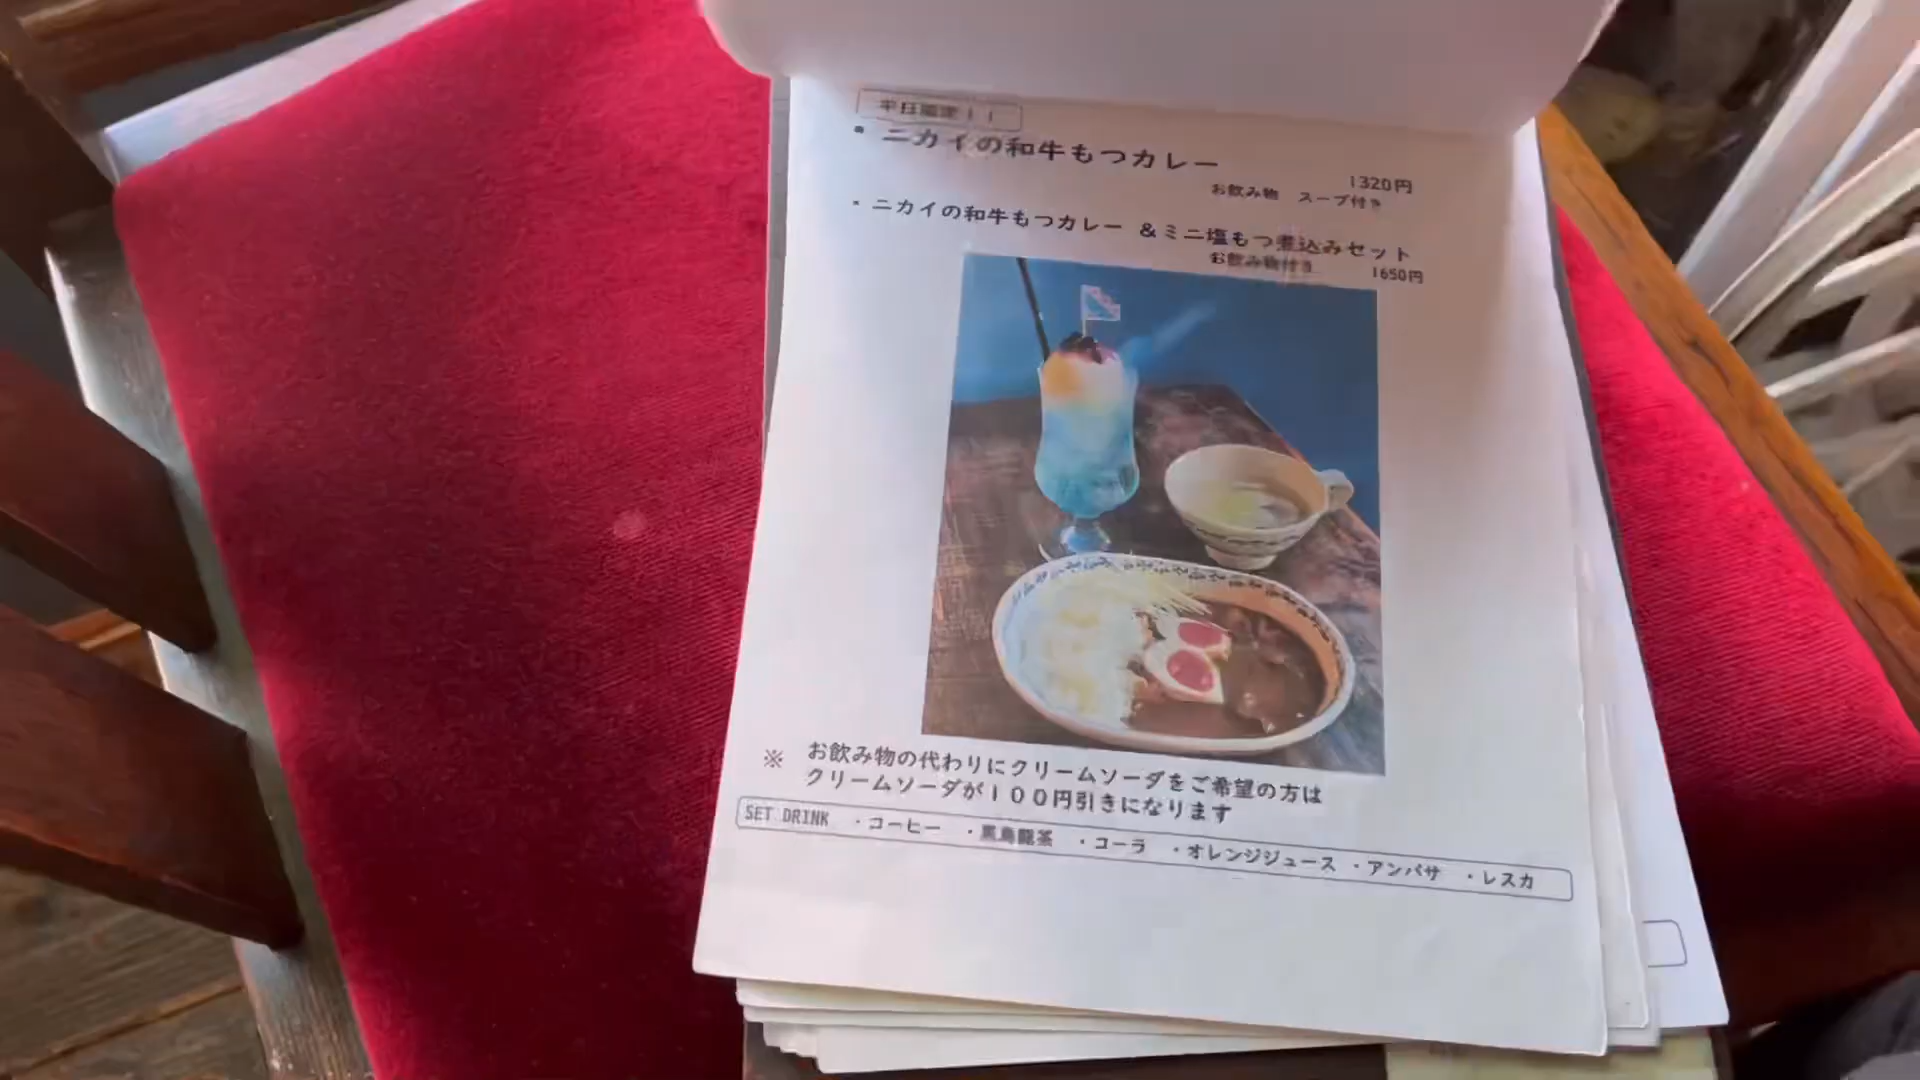 平日限定!!
・ニカイの和牛もつカレー
1320円
お飲み物 スープ付き
・ニカイの和牛もつカレー &ミニ塩もつ煮込みセット
お飲み物付き 1650円
※ お飲み物の代わりにクリームソーダをご希望の方は
クリームソーダが100円引きになります
SET DRINK ・コーヒー ・黒烏龍茶 ・コーラ ・オレンジジュース ・アンバサ ・レスカ